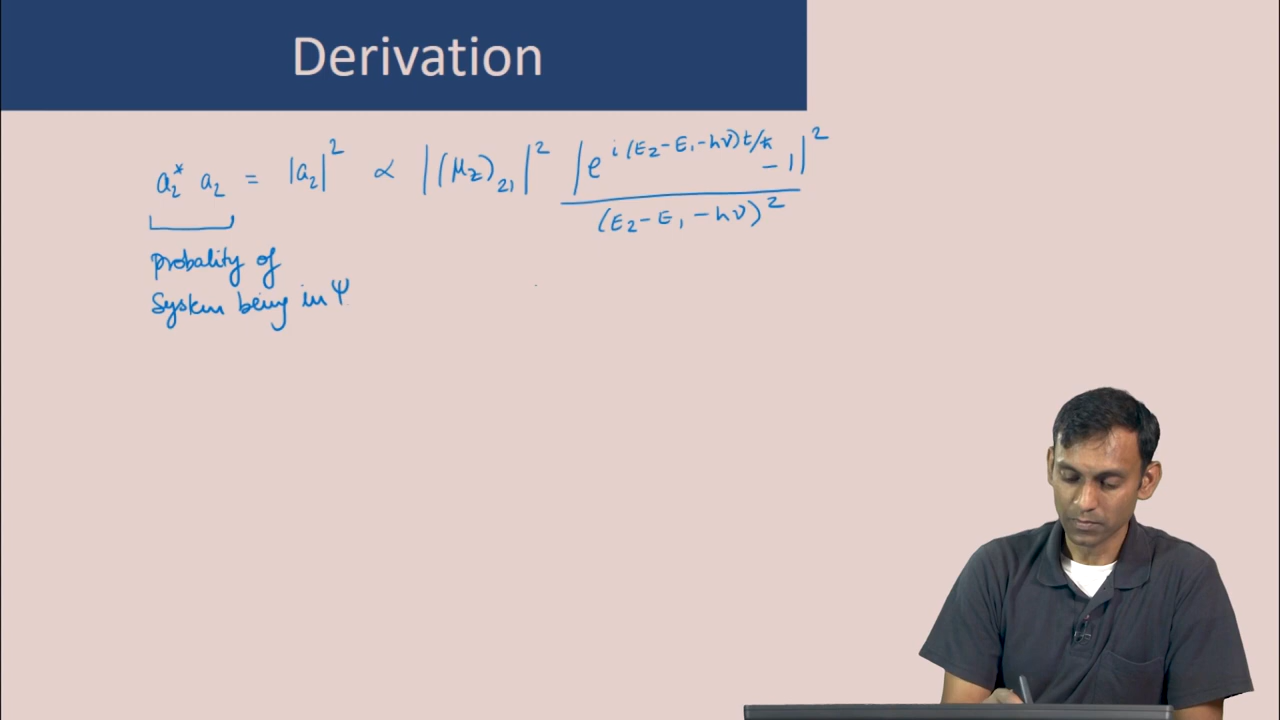 Derivation
a₂* a₂ = |a₂|² ∝ |(μz)₂₁|² |e^{i(E₂-E₁-hν)t/ħ} - 1|² / (E₂-E₁-hν)²
probality of
System being in Ψ